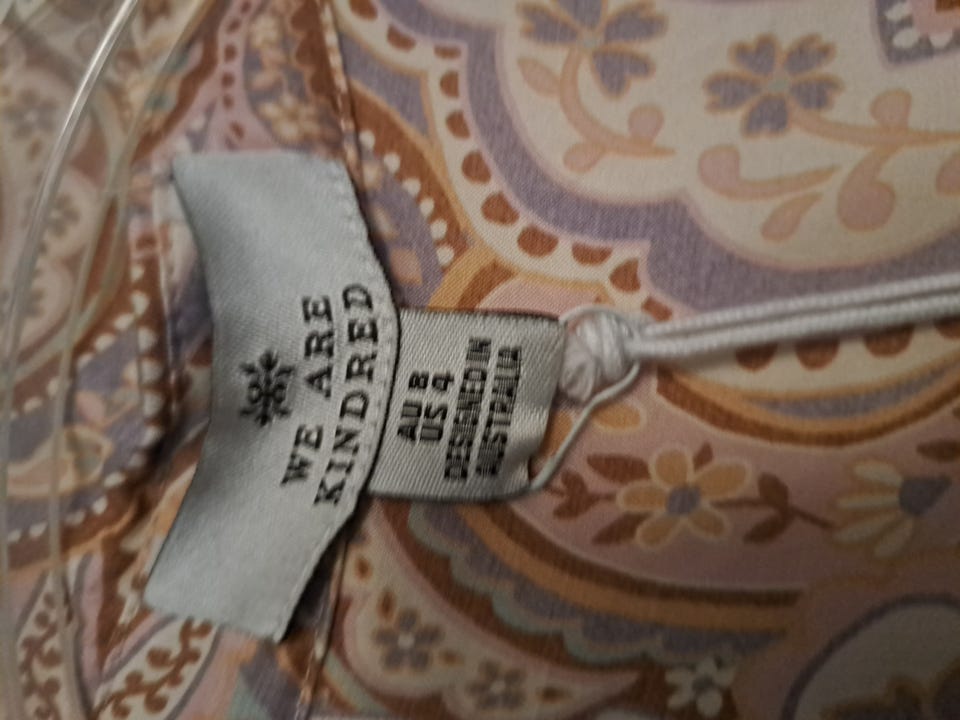 WE ARE
KINDRED
AU 8
US 4
DESIGNED IN
AUSTRALIA